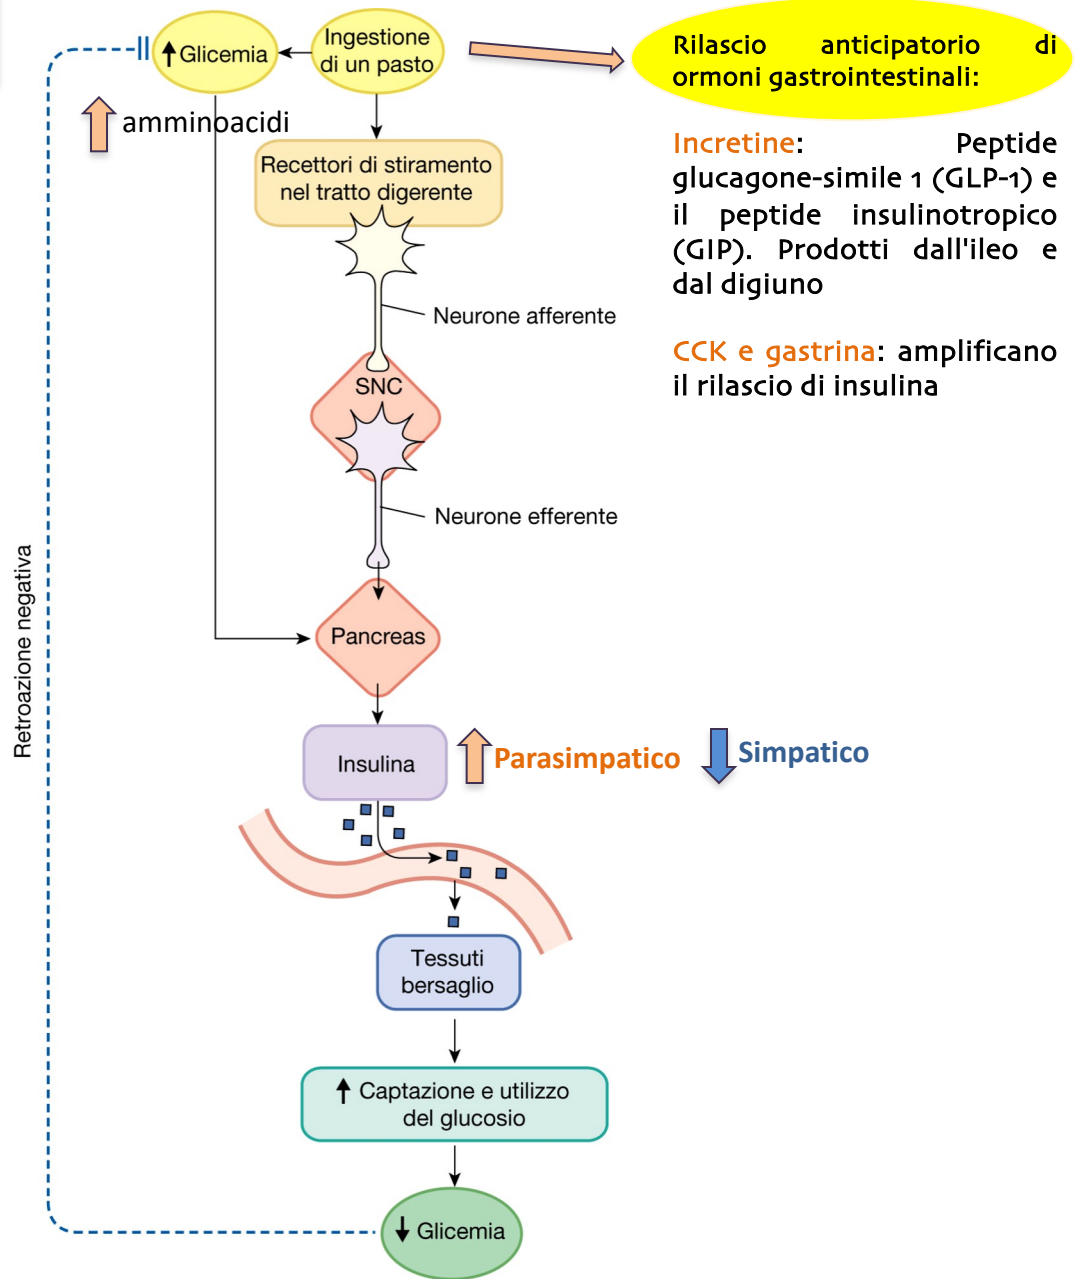 Glicemia
Ingestione
di un pasto
Rilascio anticipatorio di
ormoni gastrointestinali:
amminoacidi
Incretine: Peptide
glucagone-simile 1 (GLP-1) e
il peptide insulinotropico
(GIP). Prodotti dall'ileo e
dal digiuno
Recettori di stiramento
nel tratto digerente
Neurone afferente
CCK e gastrina: amplificano
il rilascio di insulina
SNC
Neurone efferente
Retroazione negativa
Pancreas
Insulina
Parasimpatico
Simpatico
Tessuti
bersaglio
Captazione e utilizzo
del glucosio
Glicemia